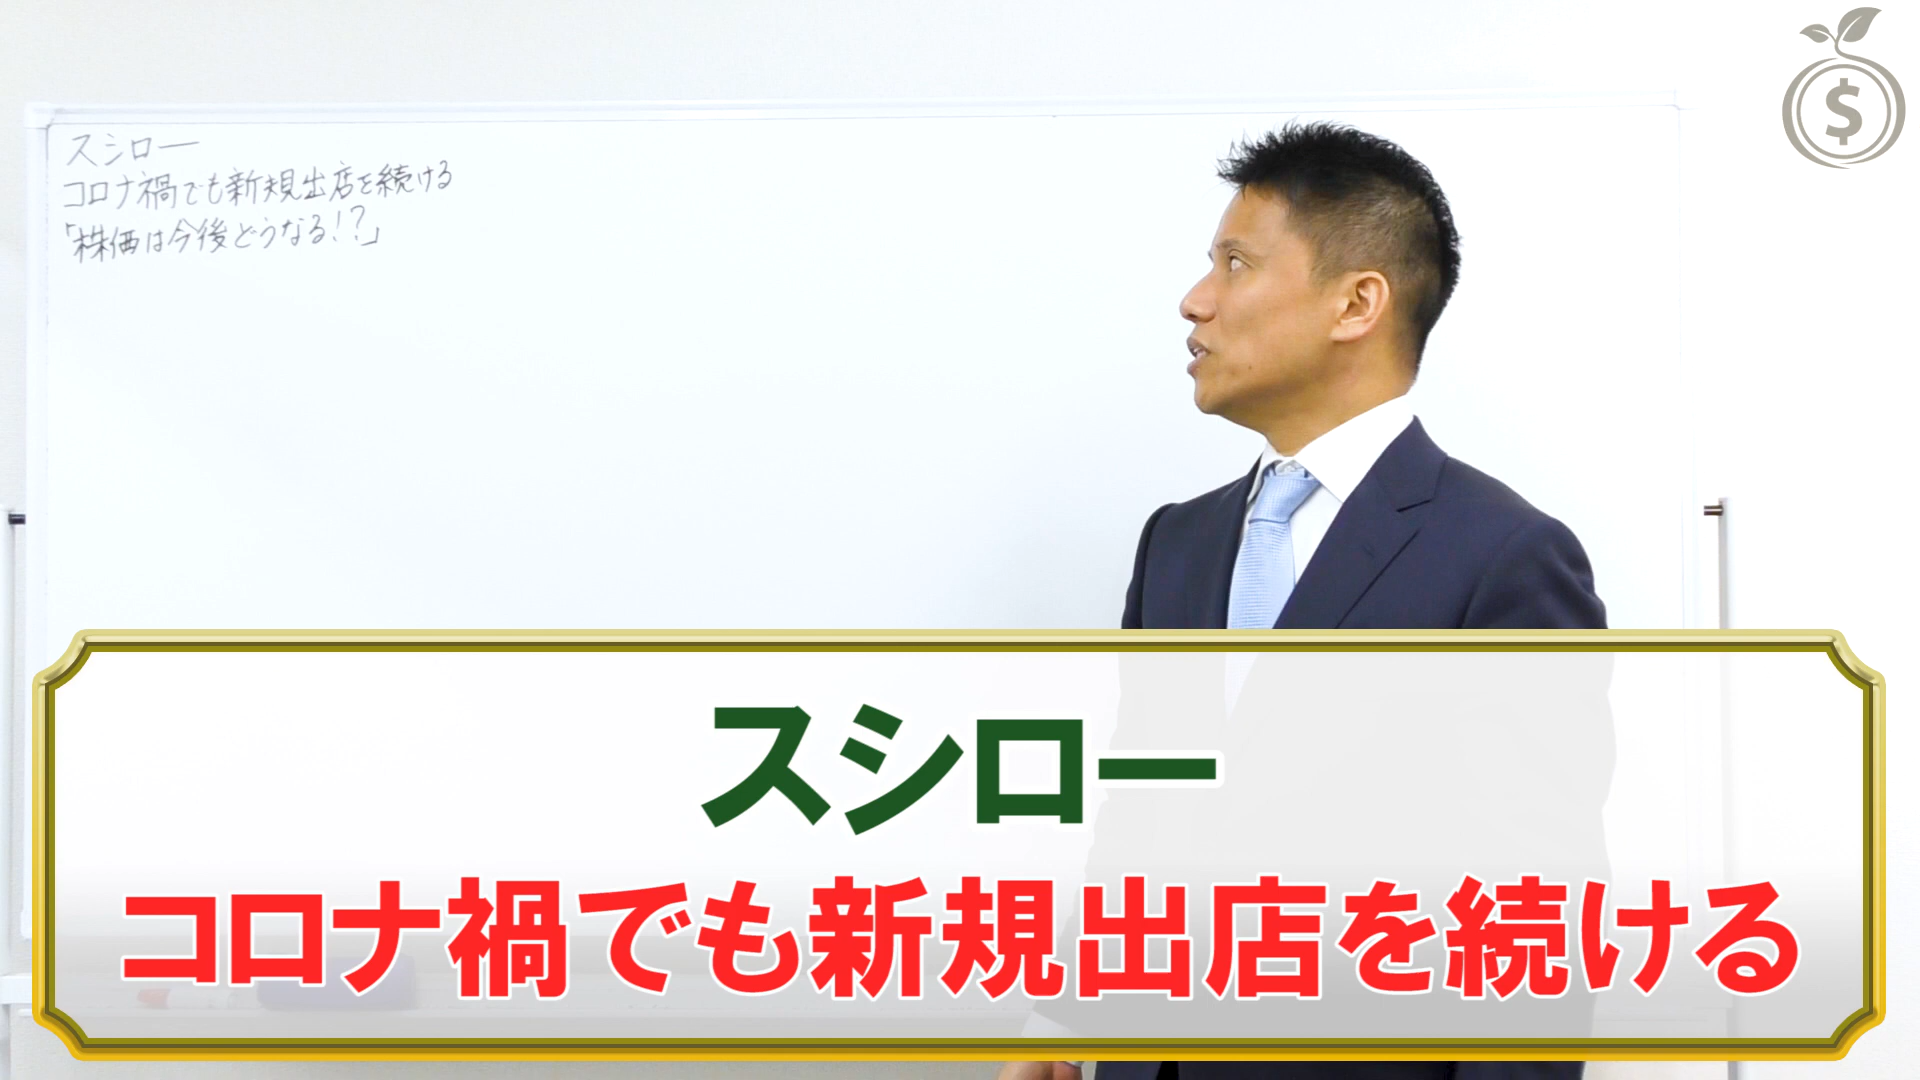 スシロー
コロナ禍でも新規出店を続ける
「株価は今後どうなる!?」
$
スシロー
コロナ禍でも新規出店を続ける